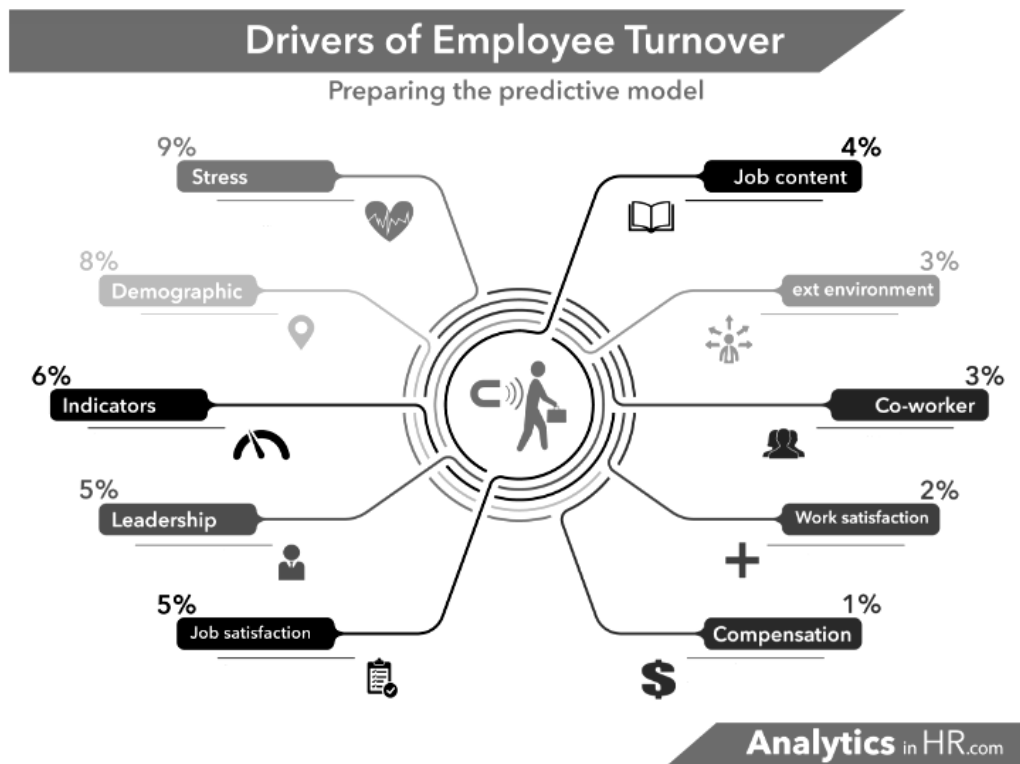 Drivers of Employee Turnover
Preparing the predictive model
9%
Stress
8%
Demographic
6%
Indicators
5%
Leadership
5%
Job satisfaction
4%
Job content
3%
ext environment
3%
Co-worker
2%
Work satisfaction
1%
Compensation
$
Analytics in HR.com